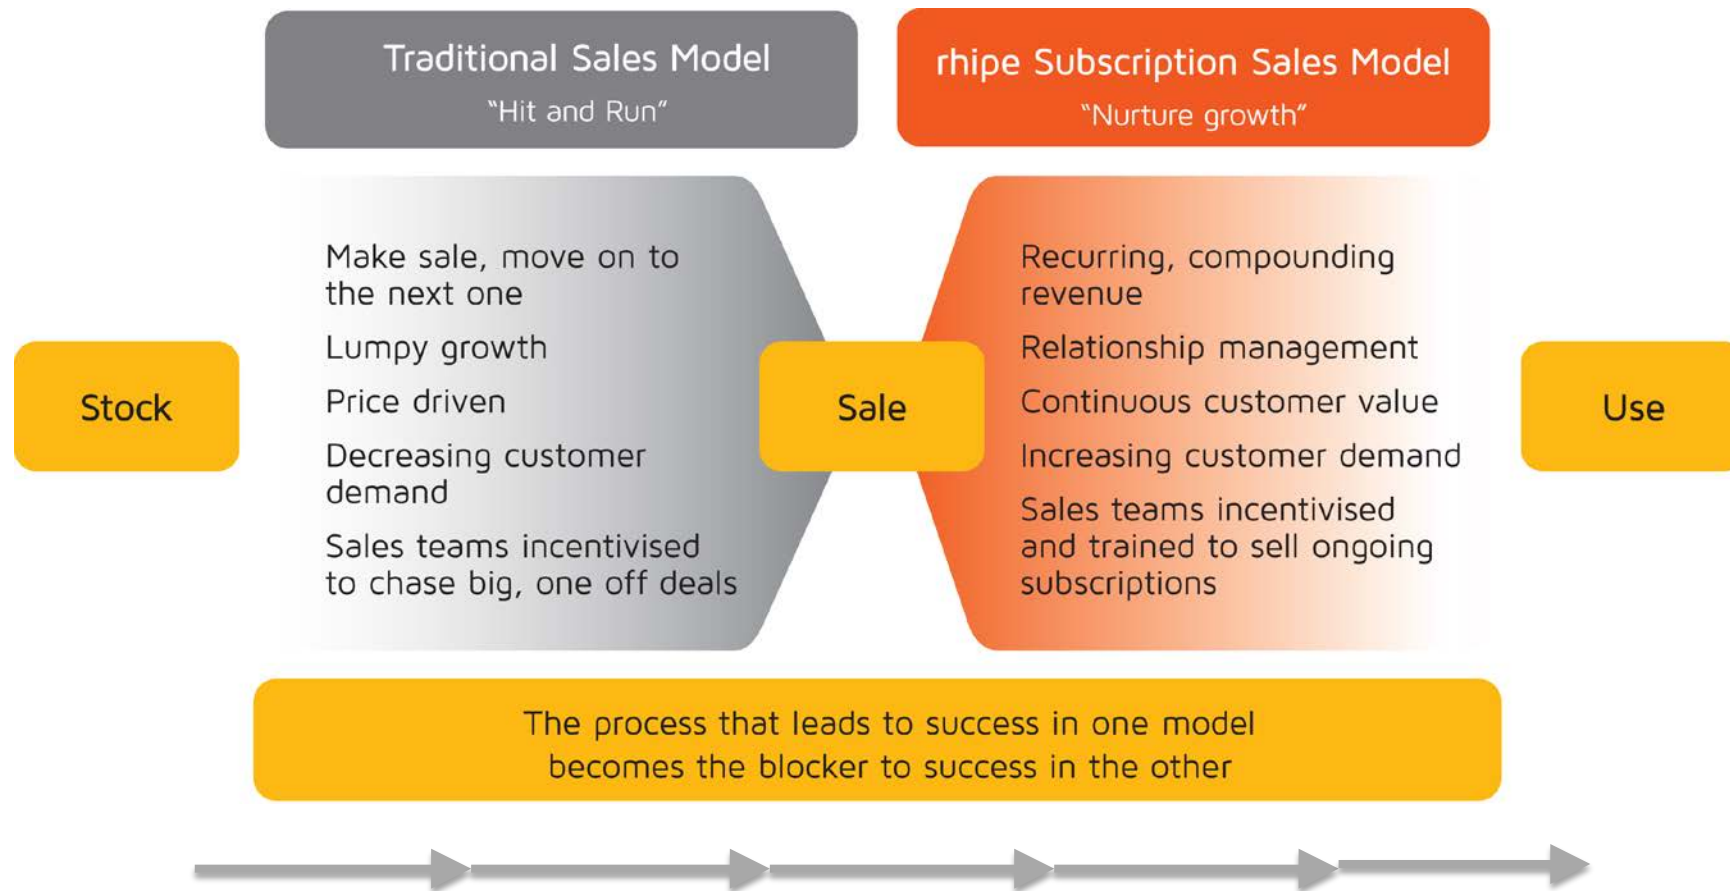 Traditional Sales Model
“Hit and Run”
rhipe Subscription Sales Model
“Nurture growth”
Stock
Make sale, move on to
the next one
Lumpy growth
Price driven
Decreasing customer
demand
Sales teams incentivised
to chase big, one off deals
Sale
Recurring, compounding
revenue
Relationship management
Continuous customer value
Increasing customer demand
Sales teams incentivised
and trained to sell ongoing
subscriptions
Use
The process that leads to success in one model
becomes the blocker to success in the other